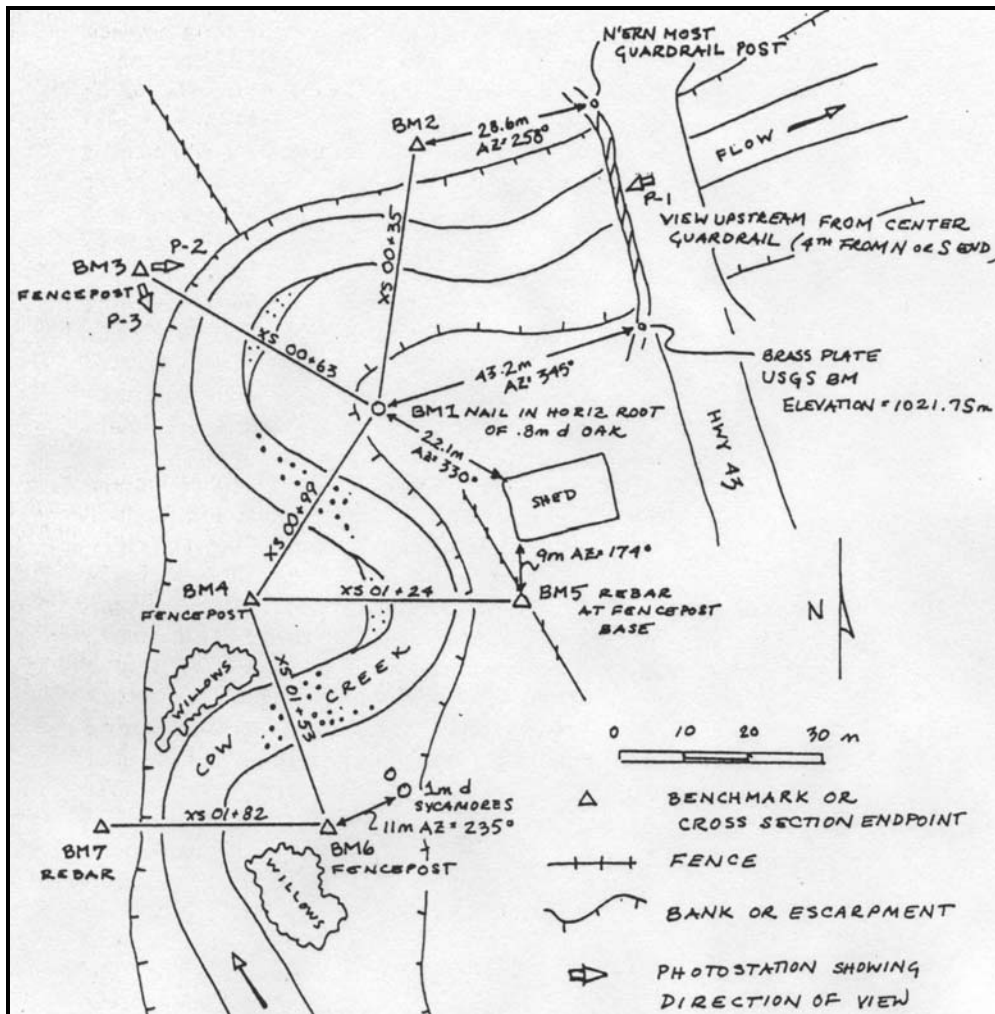 N'ERN MOST
GUARDRAIL POST
BM2
28.6m
AZ=258°
FLOW
P-1
VIEW UPSTREAM FROM CENTER
GUARDRAIL (4TH FROM N OR S END)
XS 00+35
P-2
BM3
FENCEPOST
P-3
XS 00+63
43.2m
AZ=345°
BRASS PLATE
USGS BM
ELEVATION = 1021.75m
BM1 NAIL IN HORIZ ROOT
OF .8m d OAK
22.1m
AZ=330°
HWY 43
SHED
XS 00+99
9m AZ=174°
BM4
FENCEPOST
XS 01+24
BM5 REBAR
AT FENCEPOST
BASE
N
WILLOWS
XS 01+53
COW CREEK
0 10 20 30 m
1m d
SYCAMORES
11m AZ=235°
XS 01+82
BM7
REBAR
BM6
FENCEPOST
WILLOWS
BENCHMARK OR
CROSS SECTION ENDPOINT
FENCE
BANK OR ESCARPMENT
PHOTOSTATION SHOWING
DIRECTION OF VIEW